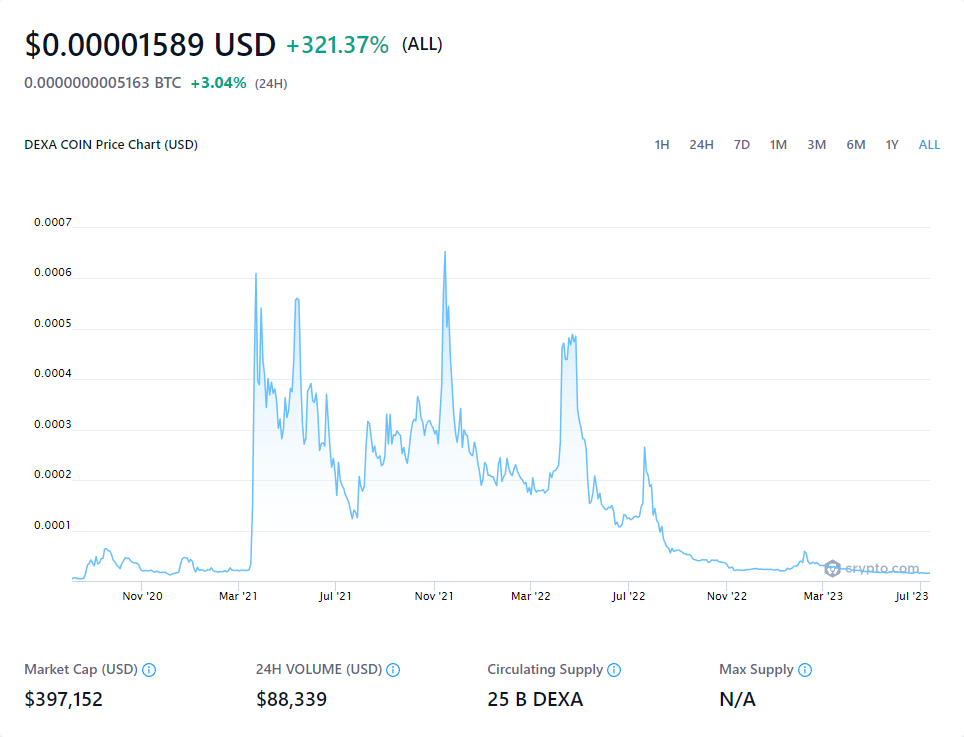 $0.00001589 USD +321.37% (ALL)
0.0000000005163 BTC +3.04% (24H)
DEXA COIN Price Chart (USD) 1H 24H 7D 1M 3M 6M 1Y ALL
0.0007
0.0006
0.0005
0.0004
0.0003
0.0002
0.0001
crypto.com
Nov '20 Mar '21 Jul '21 Nov '21 Mar '22 Jul '22 Nov '22 Mar '23 Jul '23
Market Cap (USD) 24H VOLUME (USD) Circulating Supply Max Supply
$397,152 $88,339 25 B DEXA N/A